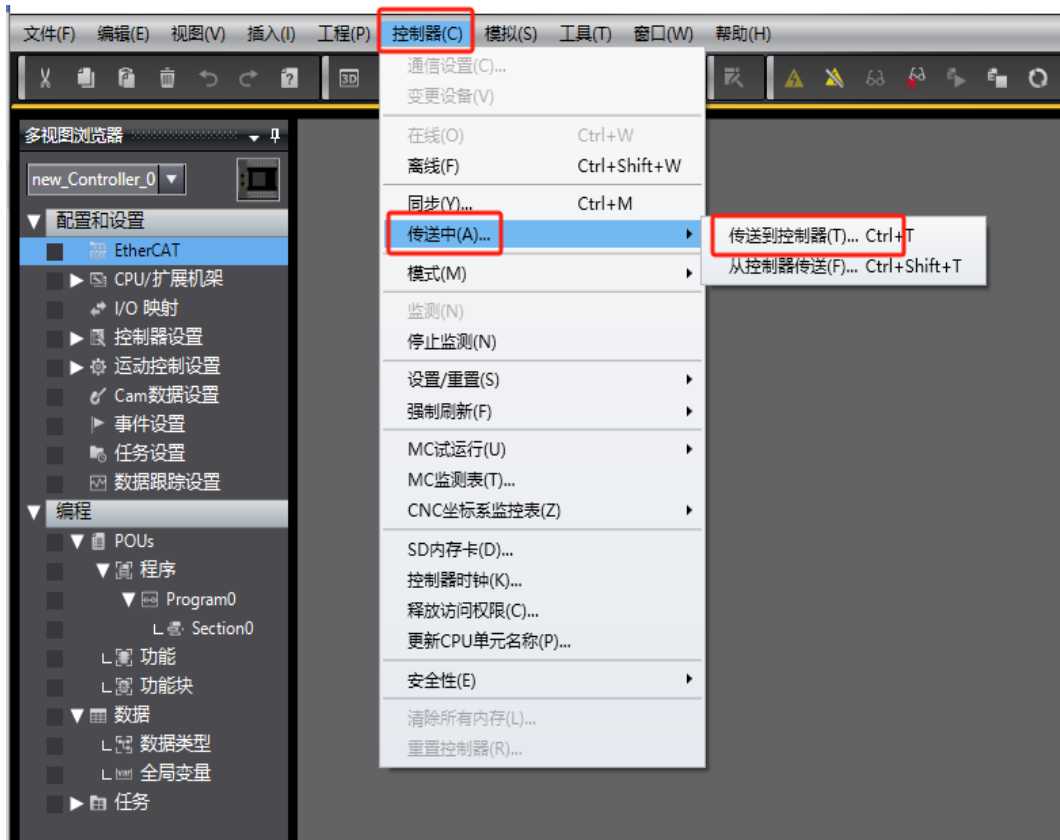 文件(F) 编辑(E) 视图(V) 插入(I) 工程(P) 控制器(C) 模拟(S) 工具(T) 窗口(W) 帮助(H)
3D
多视图浏览器
new_Controller_0
配置和设置
EtherCAT
CPU/扩展机架
I/O 映射
控制器设置
运动控制设置
Cam数据设置
事件设置
任务设置
数据跟踪设置
编程
POUs
程序
Program0
Section0
功能
功能块
数据
数据类型
全局变量
任务
通信设置(C)...
变更设备(V)
在线(O) Ctrl+W
离线(F) Ctrl+Shift+W
同步(Y)... Ctrl+M
传送中(A)...
模式(M)
监测(N)
停止监测(N)
设置/重置(S)
强制刷新(F)
MC试运行(U)
MC监测表(T)...
CNC坐标系监控表(Z)
SD内存卡(D)...
控制器时钟(K)...
释放访问权限(C)...
更新CPU单元名称(P)...
安全性(E)
清除所有内存(L)...
重置控制器(R)...
传送到控制器(T)... Ctrl+T
从控制器传送(F)... Ctrl+Shift+T